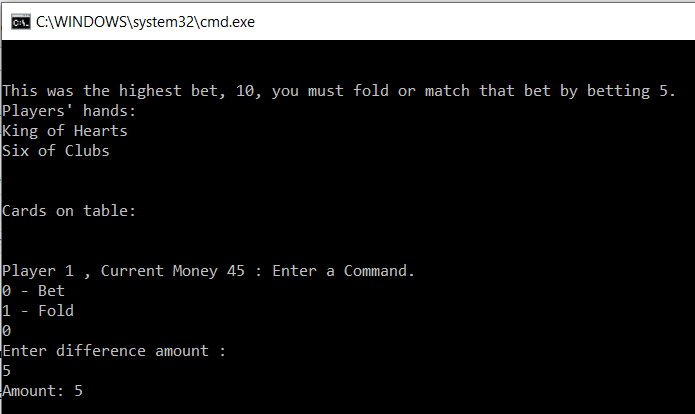 C:\WINDOWS\system32\cmd.exe
This was the highest bet, 10, you must fold or match that bet by betting 5.
Players' hands:
King of Hearts
Six of Clubs
Cards on table:
Player 1 , Current Money 45 : Enter a Command.
0 - Bet
1 - Fold
0
Enter difference amount :
5
Amount: 5